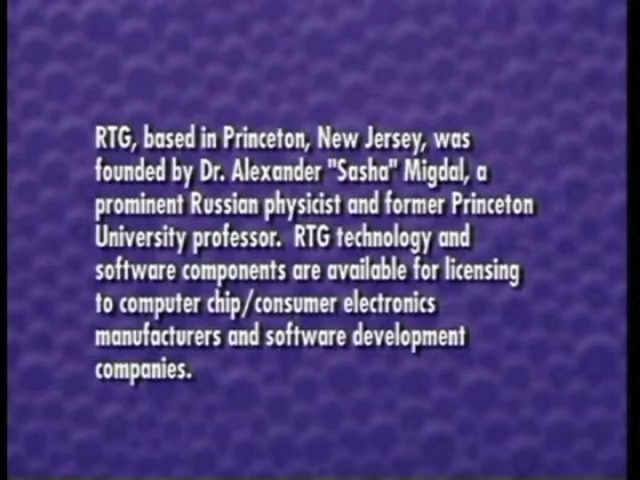 RTG, based in Princeton, New Jersey, was
founded by Dr. Alexander "Sasha" Migdal, a
prominent Russian physicist and former Princeton
University professor.  RTG technology and
software components are available for licensing
to computer chip/consumer electronics
manufacturers and software development
companies.